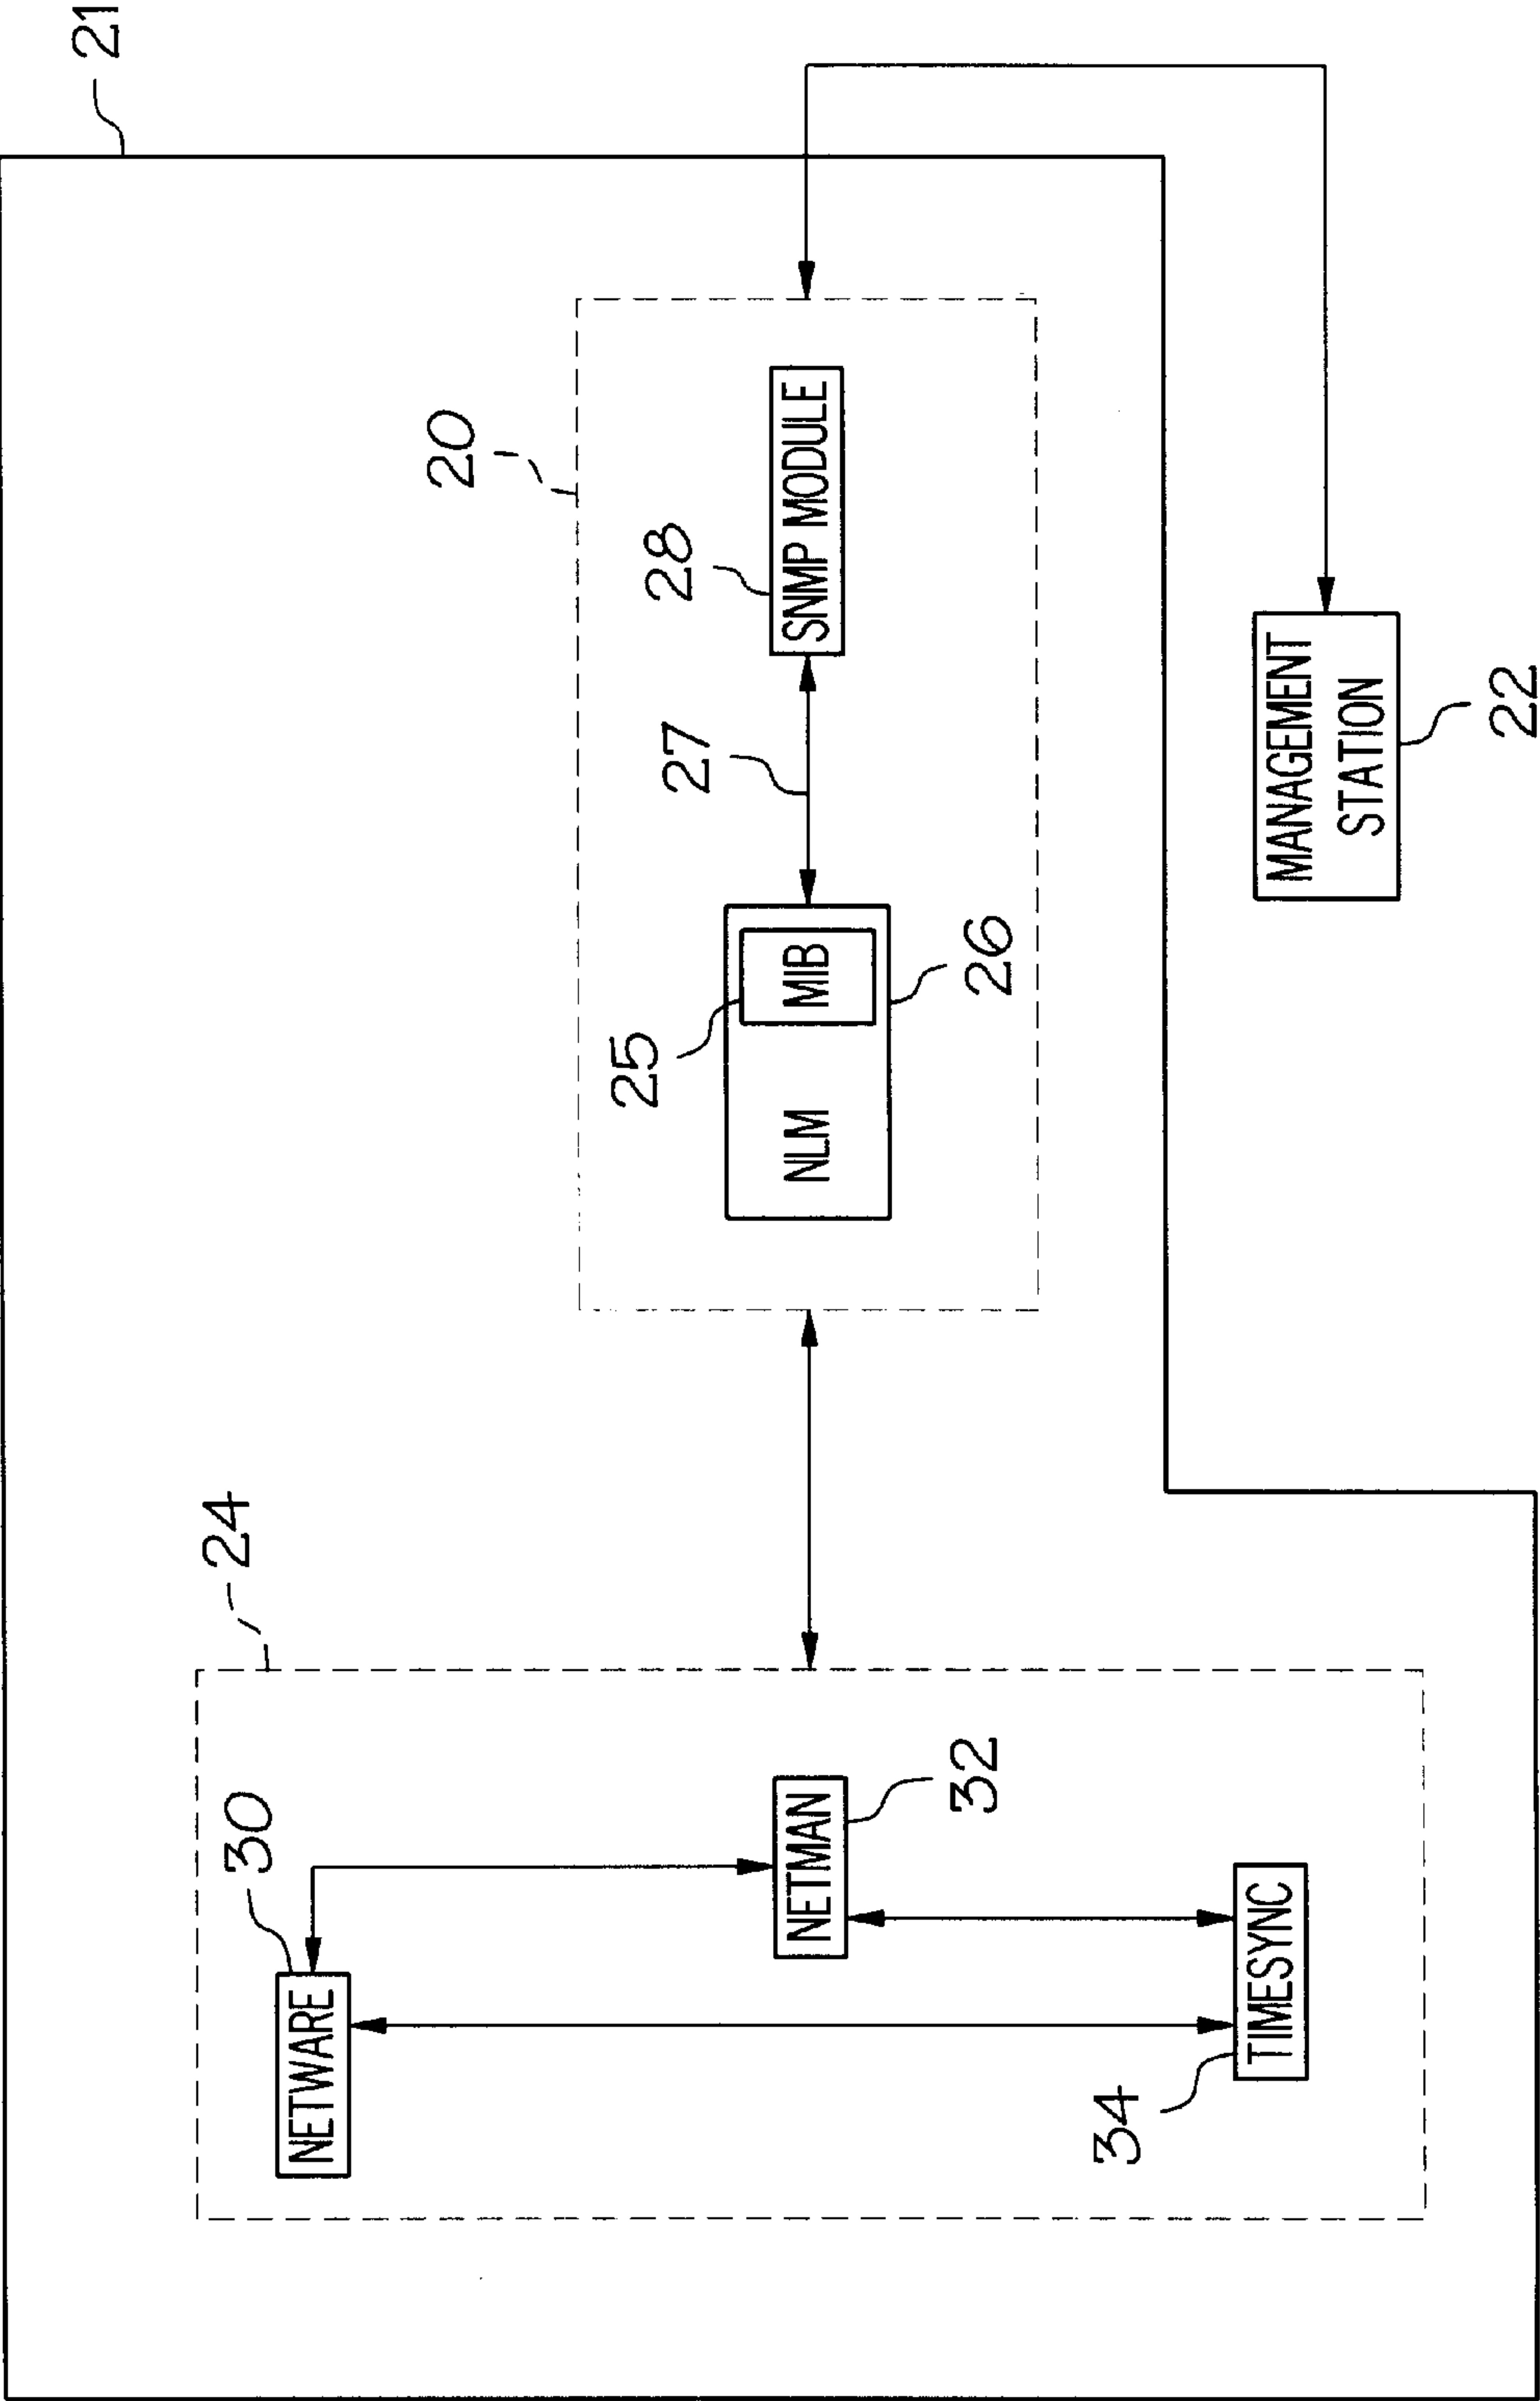 21
24
30
NETWARE
20
25
28
27
NETMAN
NLM
MIB
SNMP MODULE
32
26
34
TIMESYNC
MANAGEMENT
STATION
22